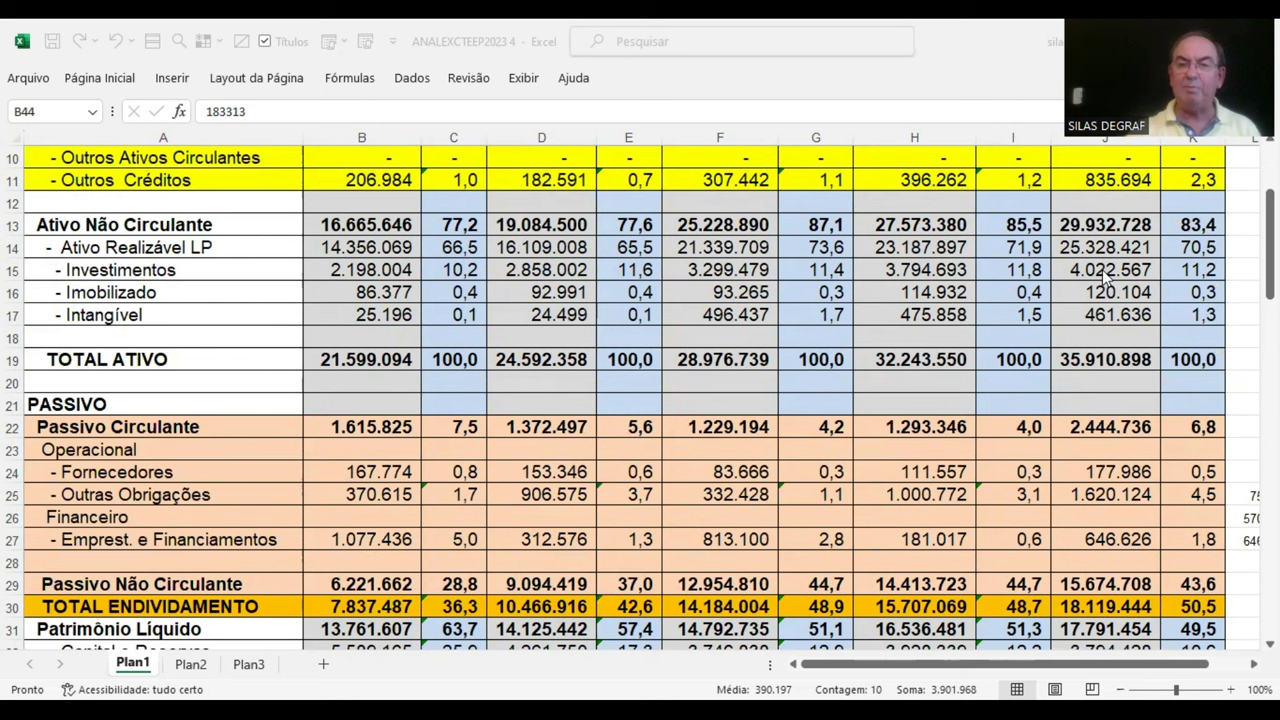 Títulos ANALEXCTEEP2023 4 - Excel Pesquisar
Arquivo Página Inicial Inserir Layout da Página Fórmulas Dados Revisão Exibir Ajuda
SILAS DEGRAF
B44 fx 183313
A B C D E F G H I J K
10 - Outros Ativos Circulantes - - - - - - - - - -
11 - Outros Créditos 206.984 1,0 182.591 0,7 307.442 1,1 396.262 1,2 835.694 2,3
12
13 Ativo Não Circulante 16.665.646 77,2 19.084.500 77,6 25.228.890 87,1 27.573.380 85,5 29.932.728 83,4
14 - Ativo Realizável LP 14.356.069 66,5 16.109.008 65,5 21.339.709 73,6 23.187.897 71,9 25.328.421 70,5
15 - Investimentos 2.198.004 10,2 2.858.002 11,6 3.299.479 11,4 3.794.693 11,8 4.022.567 11,2
16 - Imobilizado 86.377 0,4 92.991 0,4 93.265 0,3 114.932 0,4 120.104 0,3
17 - Intangível 25.196 0,1 24.499 0,1 496.437 1,7 475.858 1,5 461.636 1,3
18
19 TOTAL ATIVO 21.599.094 100,0 24.592.358 100,0 28.976.739 100,0 32.243.550 100,0 35.910.898 100,0
20
21 PASSIVO
22 Passivo Circulante 1.615.825 7,5 1.372.497 5,6 1.229.194 4,2 1.293.346 4,0 2.444.736 6,8
23 Operacional
24 - Fornecedores 167.774 0,8 153.346 0,6 83.666 0,3 111.557 0,3 177.986 0,5
25 - Outras Obrigações 370.615 1,7 906.575 3,7 332.428 1,1 1.000.772 3,1 1.620.124 4,5
26 Financeiro
27 - Emprest. e Financiamentos 1.077.436 5,0 312.576 1,3 813.100 2,8 181.017 0,6 646.626 1,8
28
29 Passivo Não Circulante 6.221.662 28,8 9.094.419 37,0 12.954.810 44,7 14.413.723 44,7 15.674.708 43,6
30 TOTAL ENDIVIDAMENTO 7.837.487 36,3 10.466.916 42,6 14.184.004 48,9 15.707.069 48,7 18.119.444 50,5
31 Patrimônio Líquido 13.761.607 63,7 14.125.442 57,4 14.792.735 51,1 16.536.481 51,3 17.791.454 49,5
Plan1 Plan2 Plan3
Pronto Acessibilidade: tudo certo Média: 390.197 Contagem: 10 Soma: 3.901.968 100%